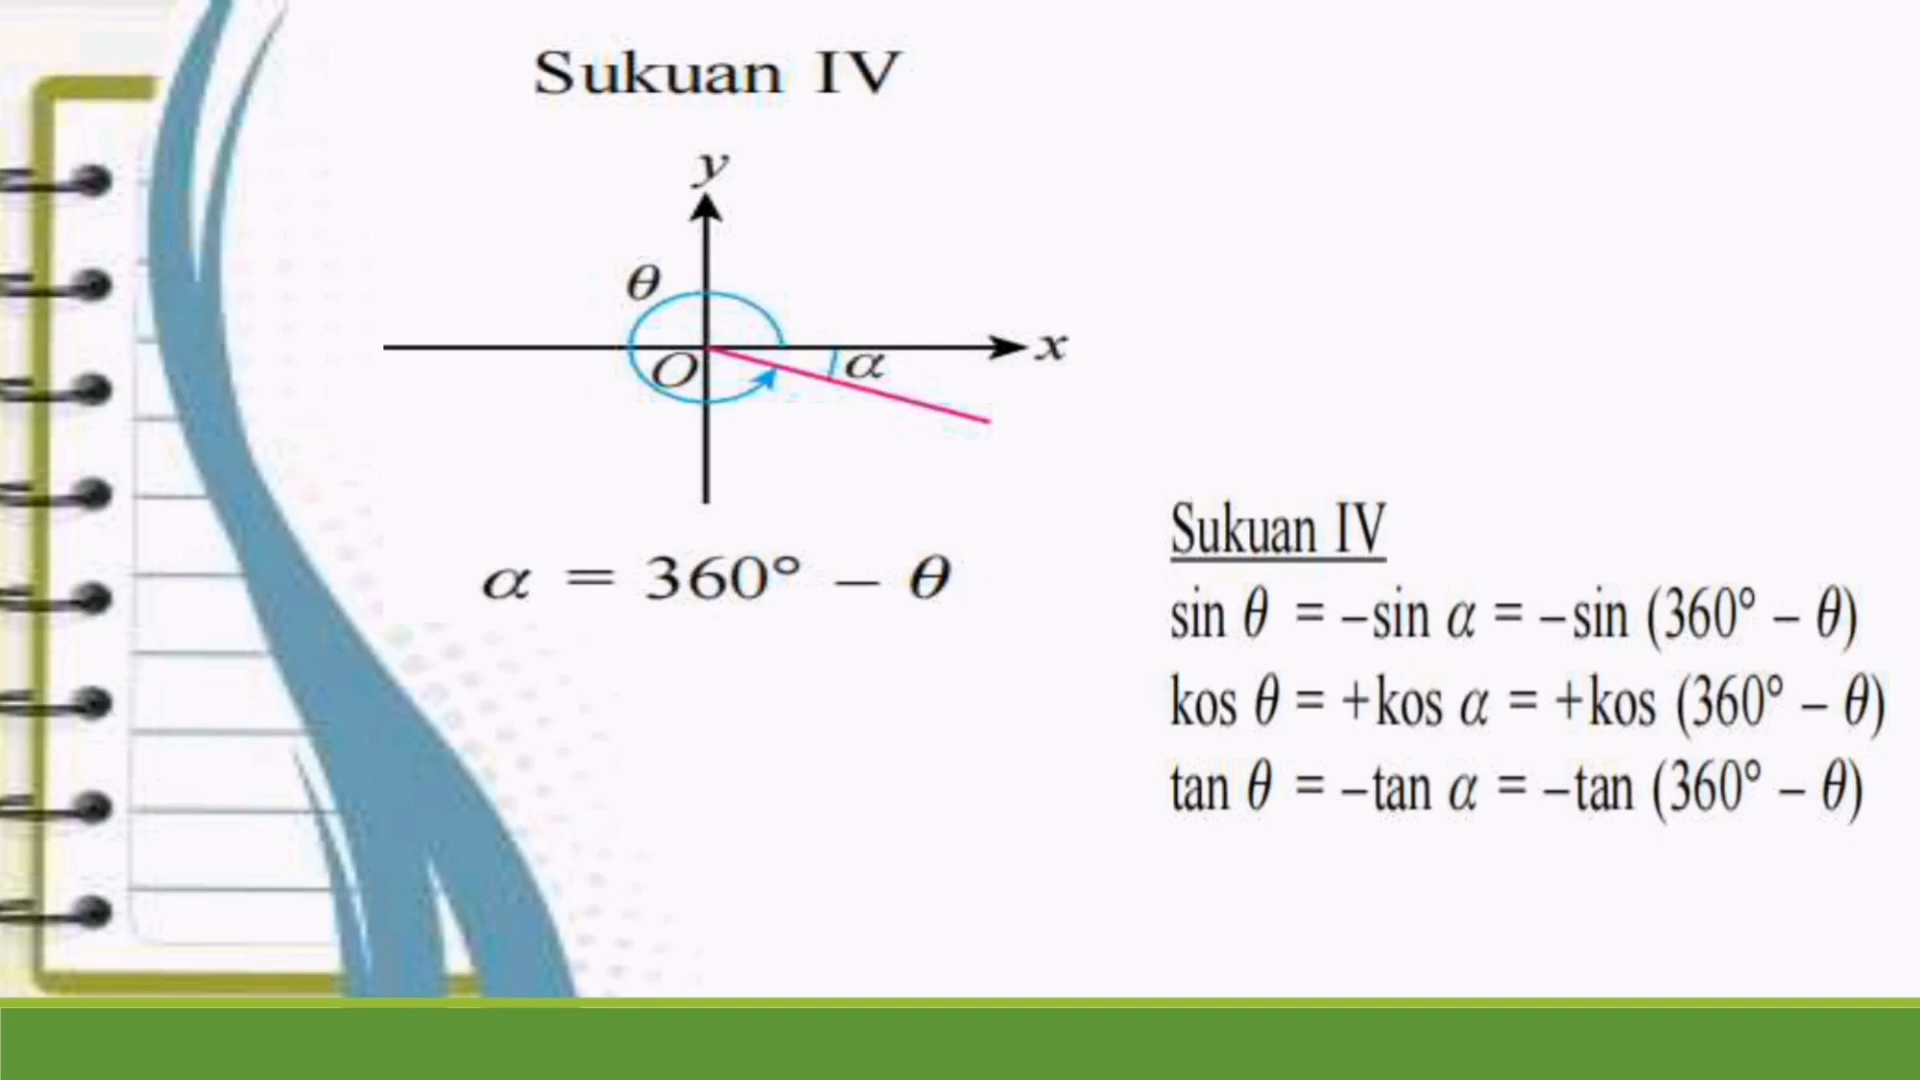 Sukuan IV
y
θ
x
O
α
α = 360° – θ
Sukuan IV
sin θ = –sin α = –sin (360° – θ)
kos θ = +kos α = +kos (360° – θ)
tan θ = –tan α = –tan (360° – θ)